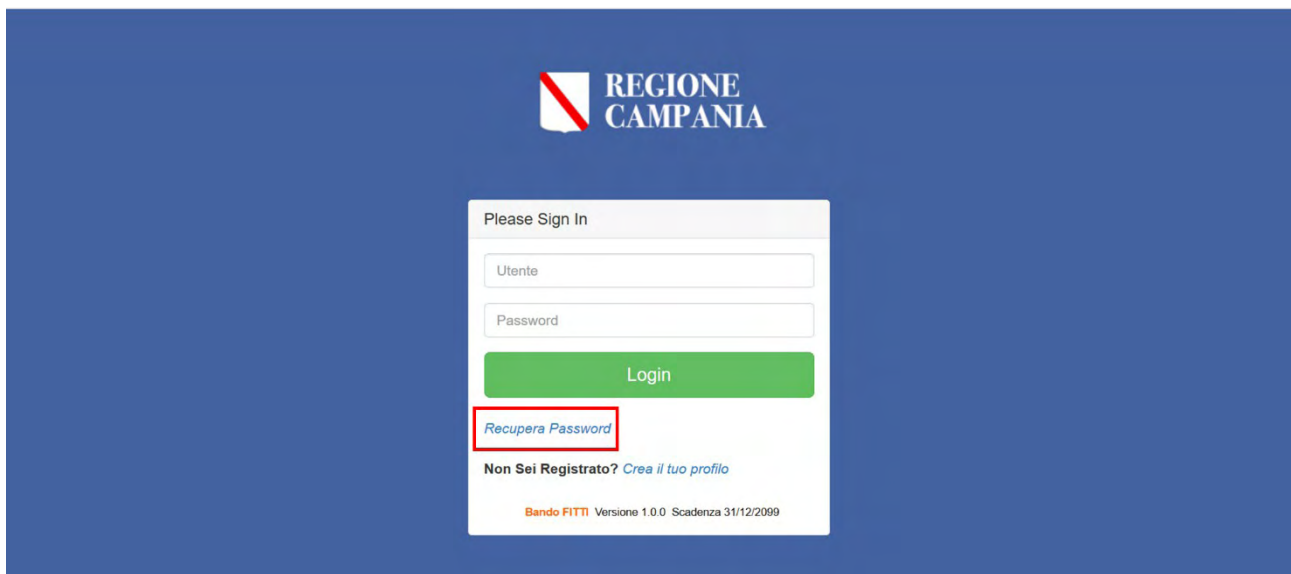 REGIONE
CAMPANIA
Please Sign In
Utente
Password
Login
Recupera Password
Non Sei Registrato? Crea il tuo profilo
Bando FITTI Versione 1.0.0 Scadenza 31/12/2099